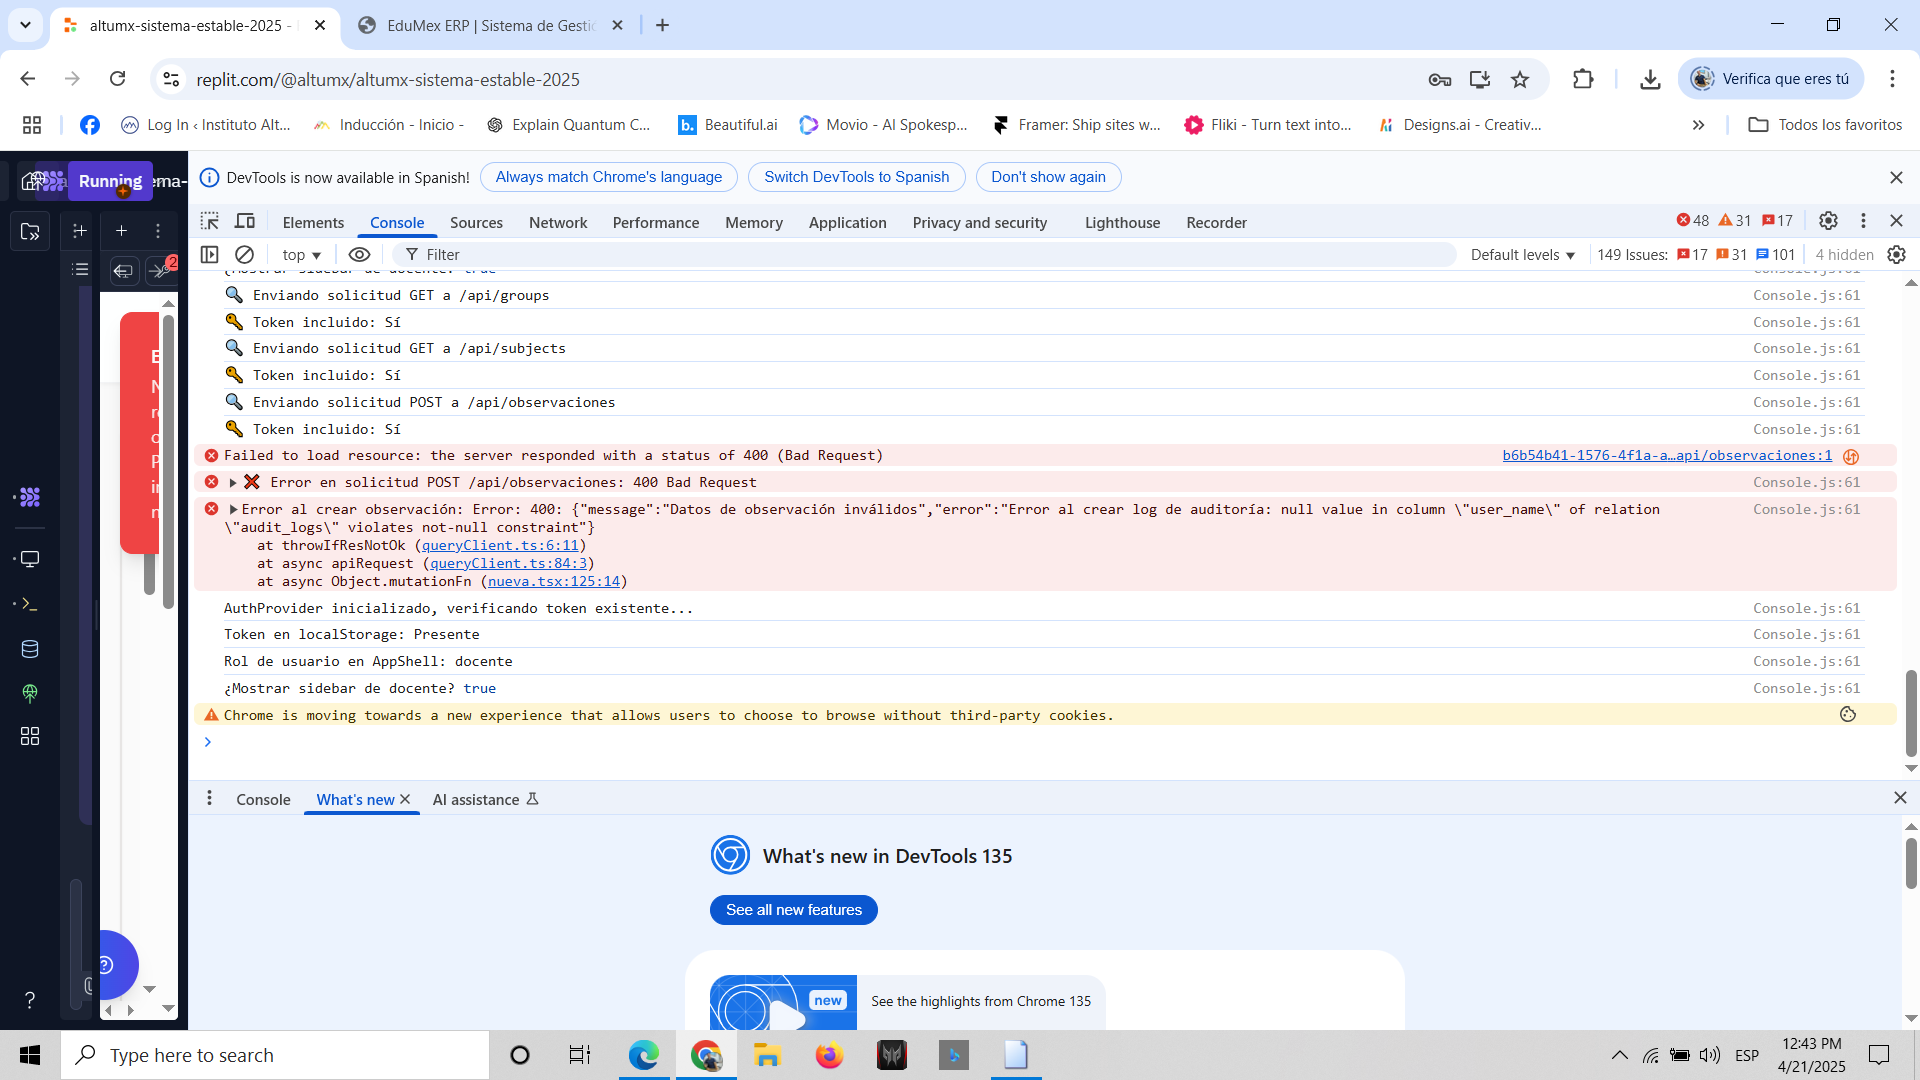 altumx-sistema-estable-2025 -
EduMex ERP | Sistema de Gestic
replit.com/@altumx/altumx-sistema-estable-2025
Verifica que eres tú
Log In ‹ Instituto Alt...
Inducción - Inicio -
Explain Quantum C...
b.
Beautiful.ai
Movio - AI Spokesp...
Framer: Ship sites w...
Fliki - Turn text into...
Designs.ai - Creativ...
Todos los favoritos
Running
ema-
DevTools is now available in Spanish!
Always match Chrome's language
Switch DevTools to Spanish
Don't show again
Elements
Console
Sources
Network
Performance
Memory
Application
Privacy and security
Lighthouse
Recorder
48
31
17
2
top
Filter
Default levels
149 Issues:
17
31
101
4 hidden
¿Mostrar sidebar de docente? true
Console.js:61
Enviando solicitud GET a /api/groups
Console.js:61
Token incluido: Sí
Console.js:61
Enviando solicitud GET a /api/subjects
Console.js:61
Token incluido: Sí
Console.js:61
Enviando solicitud POST a /api/observaciones
Console.js:61
Token incluido: Sí
Console.js:61
Failed to load resource: the server responded with a status of 400 (Bad Request)
b6b54b41-1576-4f1a-a…api/observaciones:1
Error en solicitud POST /api/observaciones: 400 Bad Request
Console.js:61
Error al crear observación: Error: 400: {"message":"Datos de observación inválidos","error":"Error al crear log de auditoría: null value in column \"user_name\" of relation
Console.js:61
\"audit_logs\" violates not-null constraint"}
at throwIfResNotOk (queryClient.ts:6:11)
at async apiRequest (queryClient.ts:84:3)
at async Object.mutationFn (nueva.tsx:125:14)
AuthProvider inicializado, verificando token existente...
Console.js:61
Token en localStorage: Presente
Console.js:61
Rol de usuario en AppShell: docente
Console.js:61
¿Mostrar sidebar de docente? true
Console.js:61
Chrome is moving towards a new experience that allows users to choose to browse without third-party cookies.
Console
What's new
AI assistance
What's new in DevTools 135
See all new features
new
See the highlights from Chrome 135
Type here to search
ESP
12:43 PM
4/21/2025